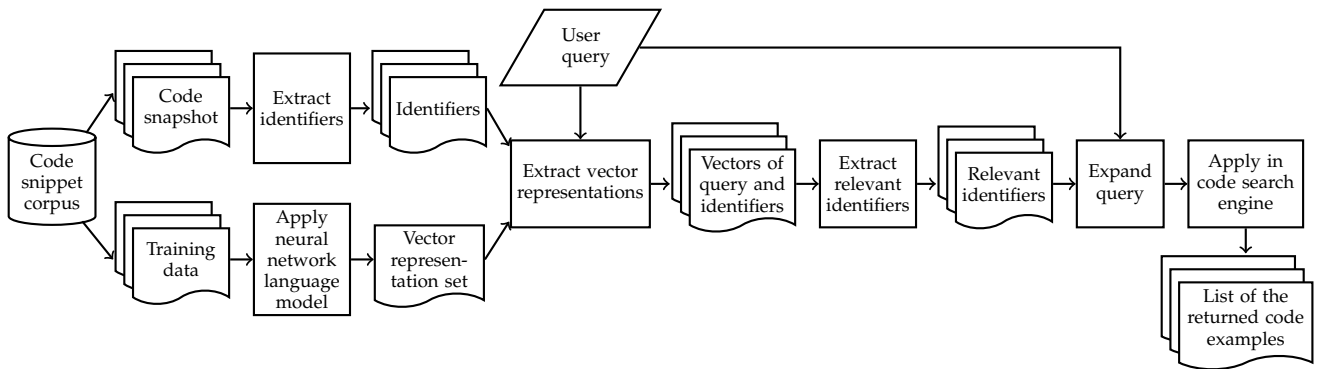 User
query
Code
snapshot
Extract
identifiers
Identifiers
Code
snippet
corpus
Extract vector
representations
Vectors of
query and
identifiers
Extract
relevant
identifiers
Relevant
identifiers
Expand
query
Apply in
code search
engine
Training
data
Apply
neural
network
language
model
Vector
represen-
tation set
List of the
returned code
examples